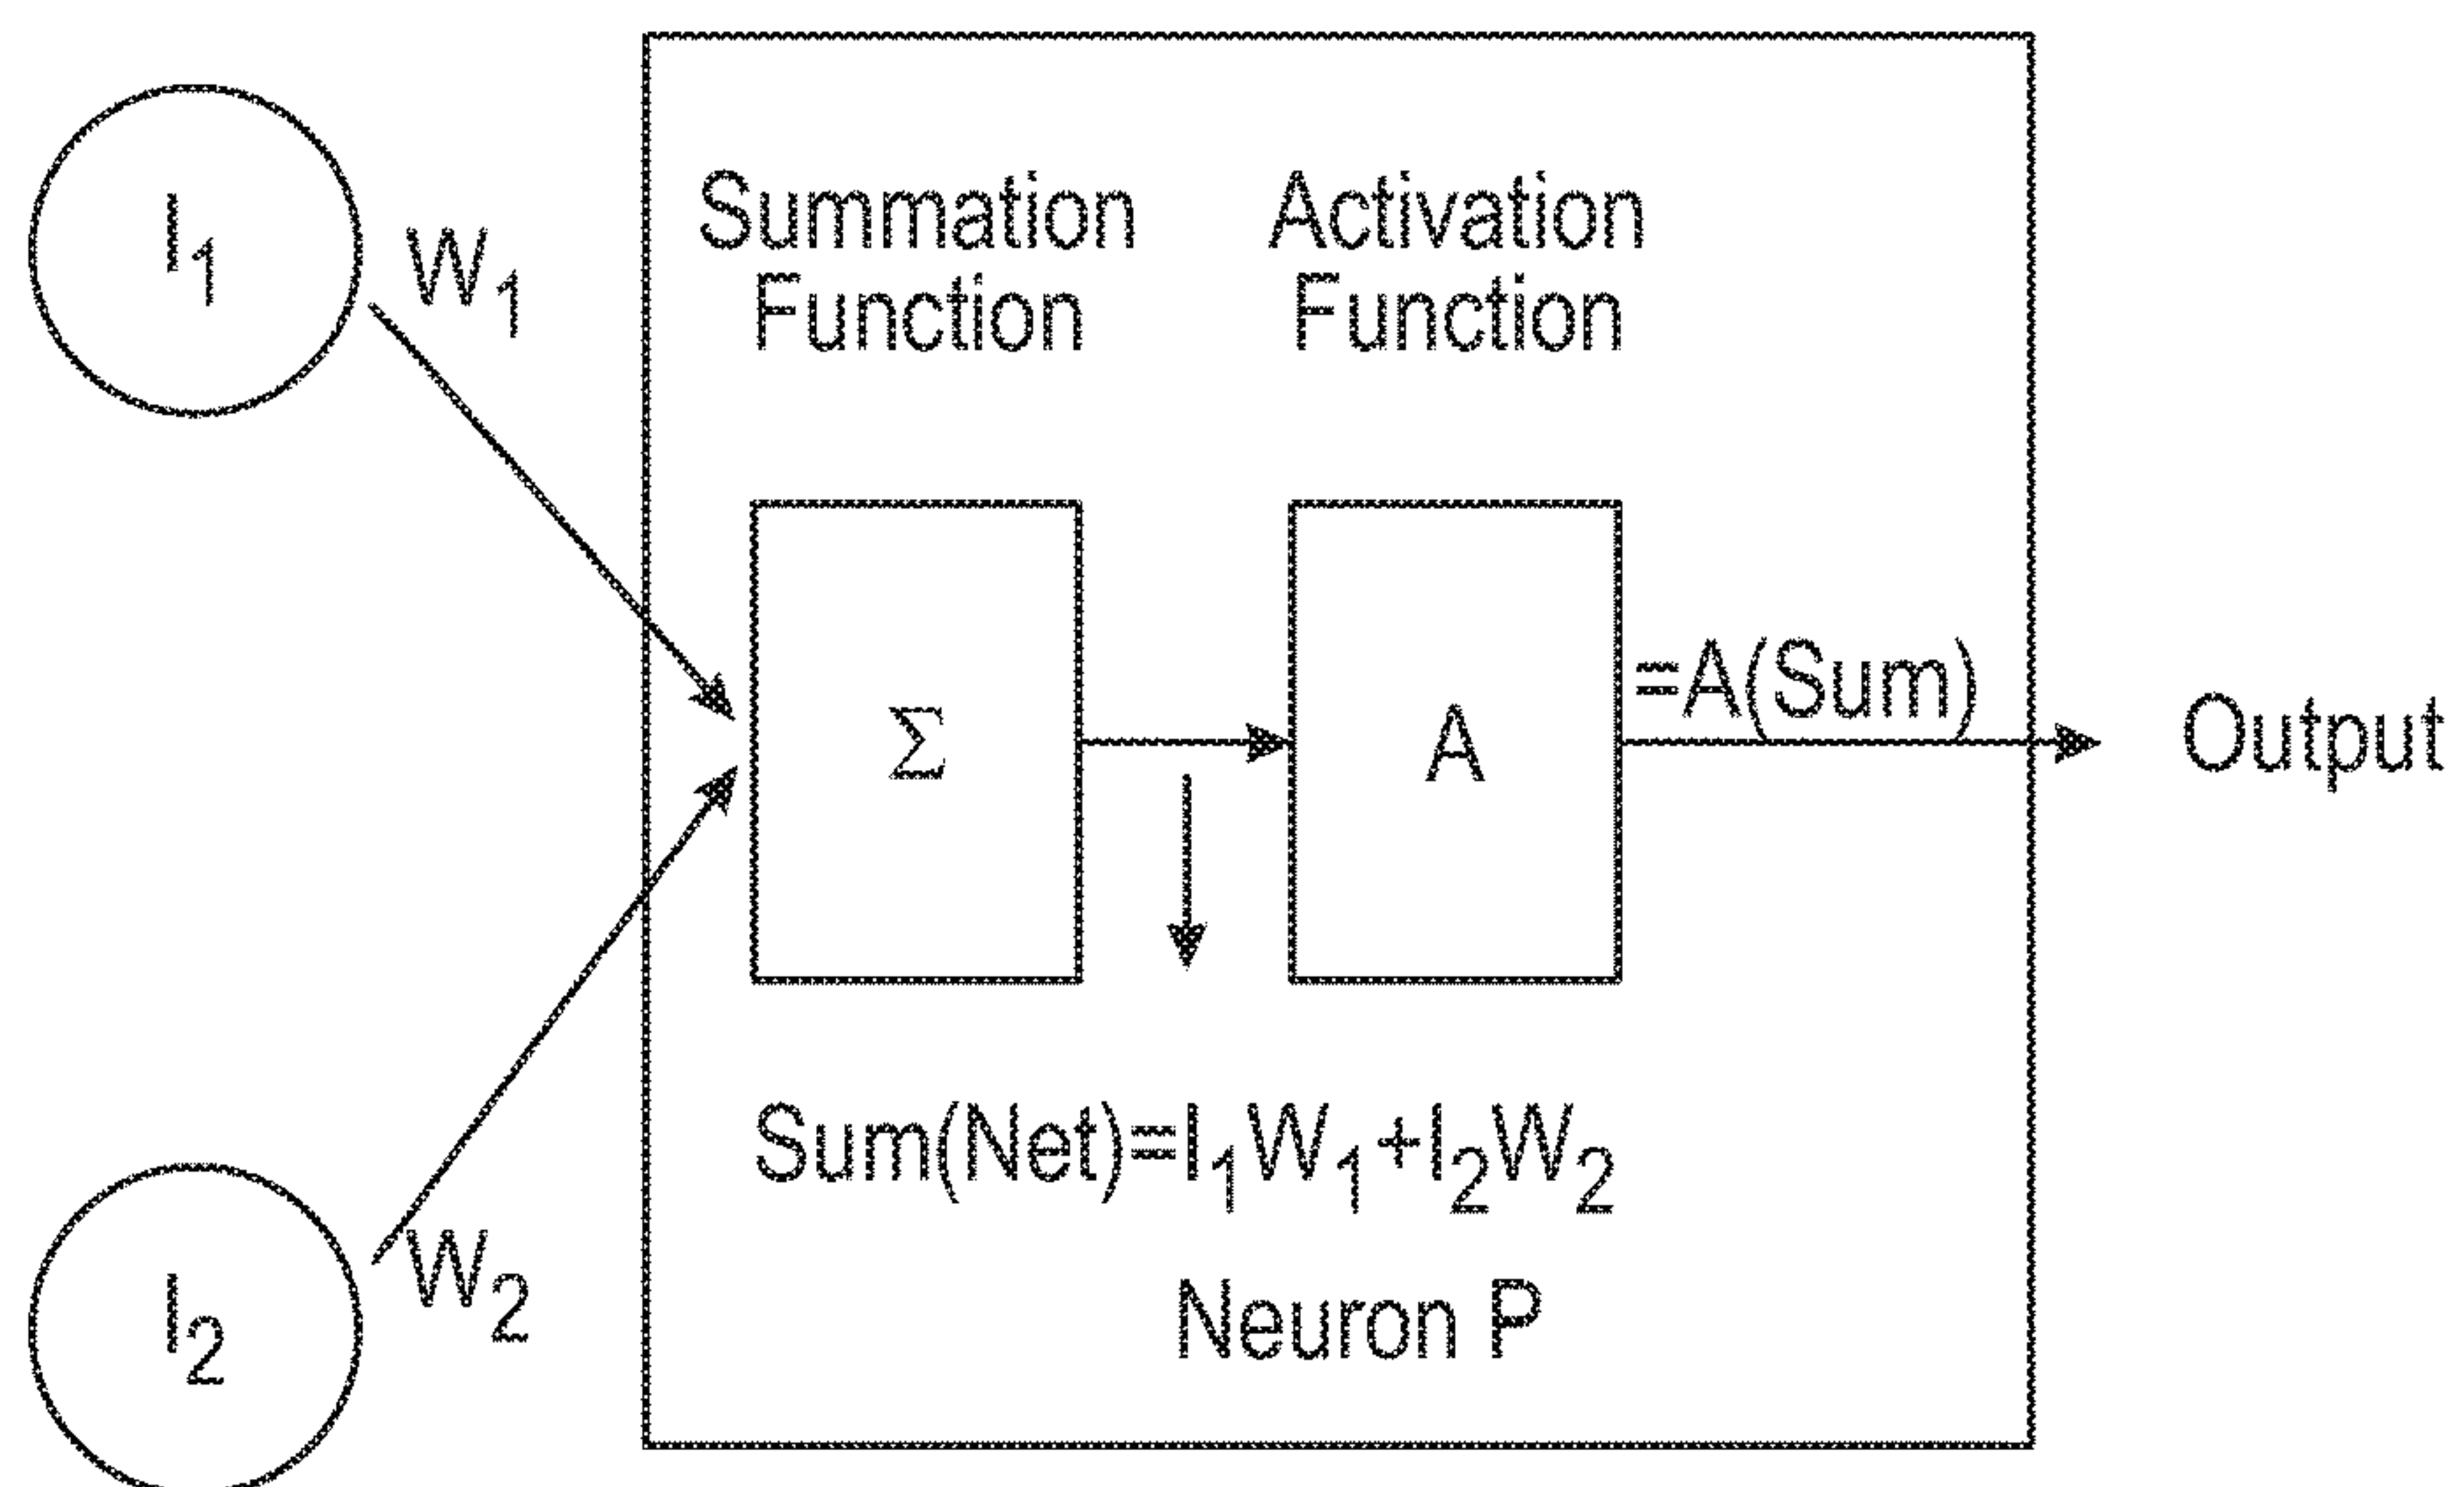 I₁
W₁
Summation
Function
Activation
Function
Σ
A
=A(Sum)
Output
Sum(Net)=I₁W₁+I₂W₂
W₂
I₂
Neuron P